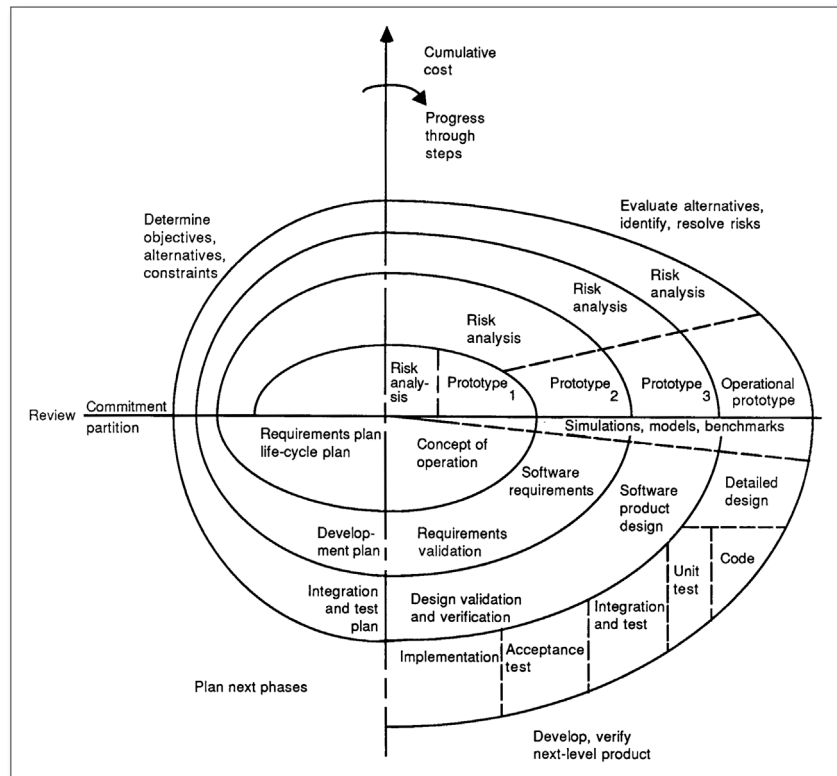 Cumulative
cost
Progress
through
steps
Evaluate alternatives,
identify, resolve risks
Determine
objectives,
alternatives,
constraints
Risk
analysis
Risk
analysis
Risk
analysis
Risk
analy-
sis
Prototype 1
Prototype 2
Prototype 3
Operational
prototype
Review
Commitment
partition
Simulations, models, benchmarks
Requirements plan
life-cycle plan
Concept of
operation
Software
requirements
Software
product
design
Detailed
design
Develop-
ment plan
Requirements
validation
Code
Unit
test
Integration
and test
plan
Design validation
and verification
Integration
and test
Implementation
Acceptance
test
Plan next phases
Develop, verify
next-level product